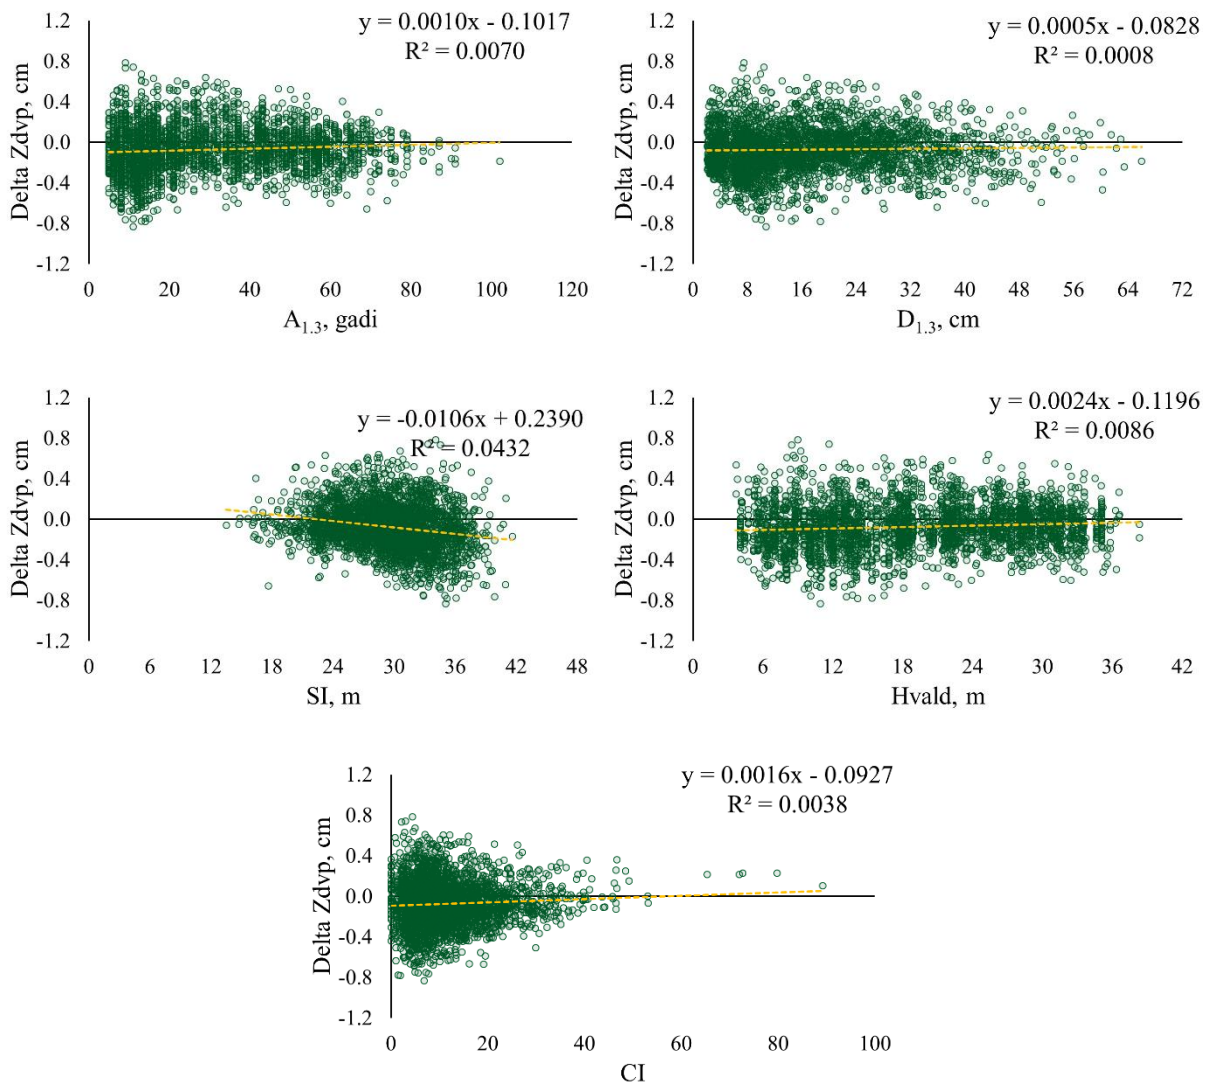 y = 0.0010x - 0.1017
R² = 0.0070
Delta Zdvp, cm
1.2
0.8
0.4
0.0
-0.4
-0.8
-1.2
0 20 40 60 80 100 120
A1.3, gadi
y = 0.0005x - 0.0828
R² = 0.0008
Delta Zdvp, cm
1.2
0.8
0.4
0.0
-0.4
-0.8
-1.2
0 8 16 24 32 40 48 56 64 72
D1.3, cm
y = -0.0106x + 0.2390
R² = 0.0432
Delta Zdvp, cm
1.2
0.8
0.4
0.0
-0.4
-0.8
-1.2
0 6 12 18 24 30 36 42 48
SI, m
y = 0.0024x - 0.1196
R² = 0.0086
Delta Zdvp, cm
1.2
0.8
0.4
0.0
-0.4
-0.8
-1.2
0 6 12 18 24 30 36 42
Hvald, m
y = 0.0016x - 0.0927
R² = 0.0038
Delta Zdvp, cm
1.2
0.8
0.4
0.0
-0.4
-0.8
-1.2
0 20 40 60 80 100
CI